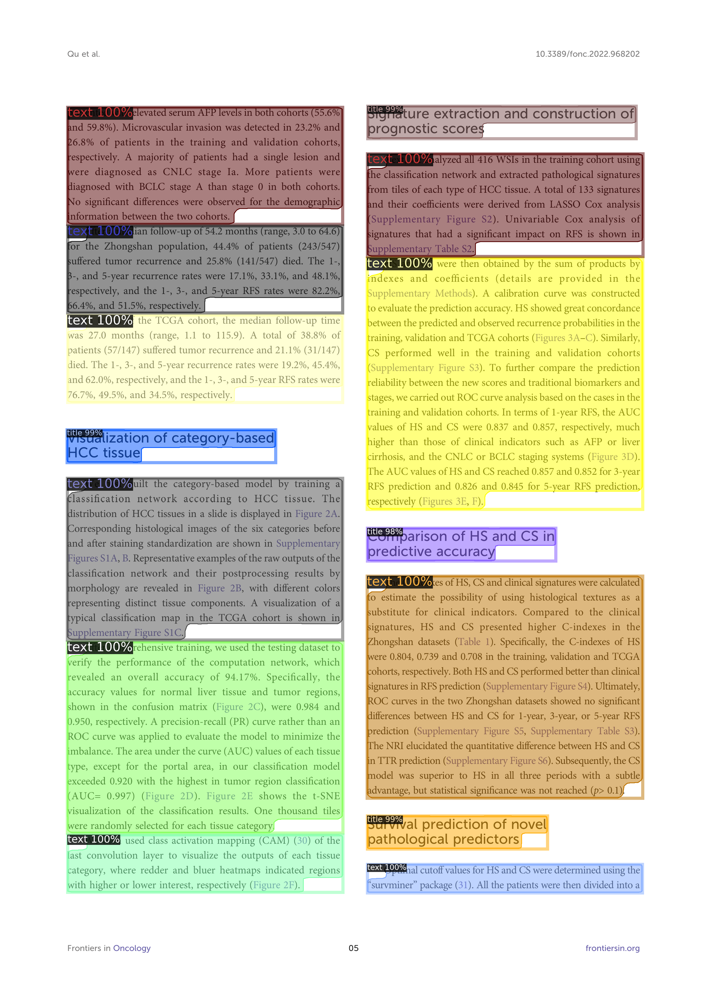 Qu et al.
10.3389/fonc.2022.968202
text 100% elevated serum AFP levels in both cohorts (55.6%
and 59.8%). Microvascular invasion was detected in 23.2% and
26.8% of patients in the training and validation cohorts,
respectively. A majority of patients had a single lesion and
were diagnosed as CNLC stage Ia. More patients were
diagnosed with BCLC stage A than stage 0 in both cohorts.
No significant differences were observed for the demographic
information between the two cohorts.
text 100% follow-up of 54.2 months (range, 3.0 to 64.6)
for the Zhongshan population, 44.4% of patients (243/547)
suffered tumor recurrence and 25.8% (141/547) died. The 1-,
3-, and 5-year recurrence rates were 17.1%, 33.1%, and 48.1%,
respectively, and the 1-, 3-, and 5-year RFS rates were 82.2%,
66.4%, and 51.5%, respectively.
text 100% the TCGA cohort, the median follow-up time
was 27.0 months (range, 1.1 to 115.9). A total of 38.8% of
patients (57/147) suffered tumor recurrence and 21.1% (31/147)
died. The 1-, 3-, and 5-year recurrence rates were 19.2%, 45.4%,
and 62.0%, respectively, and the 1-, 3-, and 5-year RFS rates were
76.7%, 49.5%, and 34.5%, respectively.
title 99%
Visualization of category-based
HCC tissue
text 100% the category-based model by training a
classification network according to HCC tissue. The
distribution of HCC tissues in a slide is displayed in Figure 2A.
Corresponding histological images of the six categories before
and after staining standardization are shown in Supplementary
Figures S1A, B. Representative examples of the raw outputs of the
classification network and their postprocessing results by
morphology are revealed in Figure 2B, with different colors
representing distinct tissue components. A visualization of a
typical classification map in the TCGA cohort is shown in
Supplementary Figure S1C.
text 100% training, we used the testing dataset to
verify the performance of the computation network, which
revealed an overall accuracy of 94.17%. Specifically, the
accuracy values for normal liver tissue and tumor regions,
shown in the confusion matrix (Figure 2C), were 0.984 and
0.950, respectively. A precision-recall (PR) curve rather than an
ROC curve was applied to evaluate the model to minimize the
imbalance. The area under the curve (AUC) values of each tissue
type, except for the portal area, in our classification model
exceeded 0.920 with the highest in tumor region classification
(AUC= 0.997) (Figure 2D). Figure 2E shows the t-SNE
visualization of the classification results. One thousand tiles
were randomly selected for each tissue category.
text 100% used class activation mapping (CAM) (30) of the
last convolution layer to visualize the outputs of each tissue
category, where redder and bluer heatmaps indicated regions
with higher or lower interest, respectively (Figure 2F).
title 99%
Signature extraction and construction of
prognostic scores
text 100% analyzed all 416 WSIs in the training cohort using
the classification network and extracted pathological signatures
from tiles of each type of HCC tissue. A total of 133 signatures
and their coefficients were derived from LASSO Cox analysis
(Supplementary Figure S2). Univariable Cox analysis of
signatures that had a significant impact on RFS is shown in
Supplementary Table S2.
text 100% were then obtained by the sum of products by
indexes and coefficients (details are provided in the
Supplementary Methods). A calibration curve was constructed
to evaluate the prediction accuracy. HS showed great concordance
between the predicted and observed recurrence probabilities in the
training, validation and TCGA cohorts (Figures 3A–C). Similarly,
CS performed well in the training and validation cohorts
(Supplementary Figure S3). To further compare the prediction
reliability between the new scores and traditional biomarkers and
stages, we carried out ROC curve analysis based on the cases in the
training and validation cohorts. In terms of 1-year RFS, the AUC
values of HS and CS were 0.837 and 0.857, respectively, much
higher than those of clinical indicators such as AFP or liver
cirrhosis, and the CNLC or BCLC staging systems (Figure 3D).
The AUC values of HS and CS reached 0.857 and 0.852 for 3-year
RFS prediction and 0.826 and 0.845 for 5-year RFS prediction,
respectively (Figures 3E, F).
title 98%
Comparison of HS and CS in
predictive accuracy
text 100% of HS, CS and clinical signatures were calculated
to estimate the possibility of using histological textures as a
substitute for clinical indicators. Compared to the clinical
signatures, HS and CS presented higher C-indexes in the
Zhongshan datasets (Table 1). Specifically, the C-indexes of HS
were 0.804, 0.739 and 0.708 in the training, validation and TCGA
cohorts, respectively. Both HS and CS performed better than clinical
signatures in RFS prediction (Supplementary Figure S4). Ultimately,
ROC curves in the two Zhongshan datasets showed no significant
differences between HS and CS for 1-year, 3-year, or 5-year RFS
prediction (Supplementary Figure S5, Supplementary Table S3).
The NRI elucidated the quantitative difference between HS and CS
in TTR prediction (Supplementary Figure S6). Subsequently, the CS
model was superior to HS in all three periods with a subtle
advantage, but statistical significance was not reached (p> 0.1).
title 99%
Survival prediction of novel
pathological predictors
text 100%
Optimal cutoff values for HS and CS were determined using the
“survminer” package (31). All the patients were then divided into a
Frontiers in Oncology
05
frontiersin.org